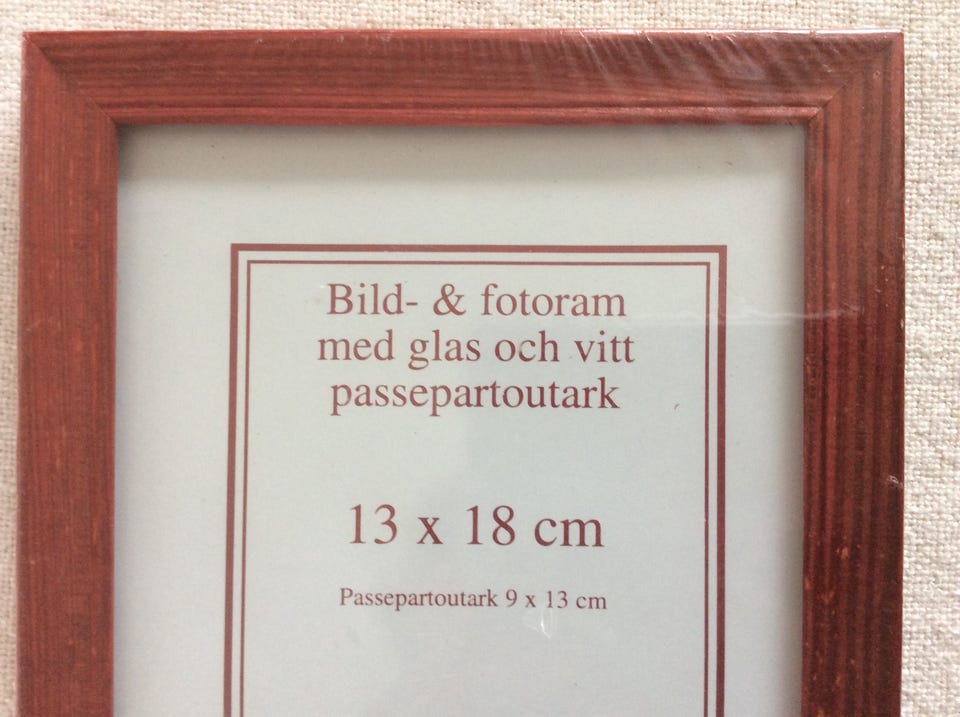 Bild- & fotoram
med glas och vitt
passepartoutark
13 x 18 cm
Passepartoutark 9 x 13 cm